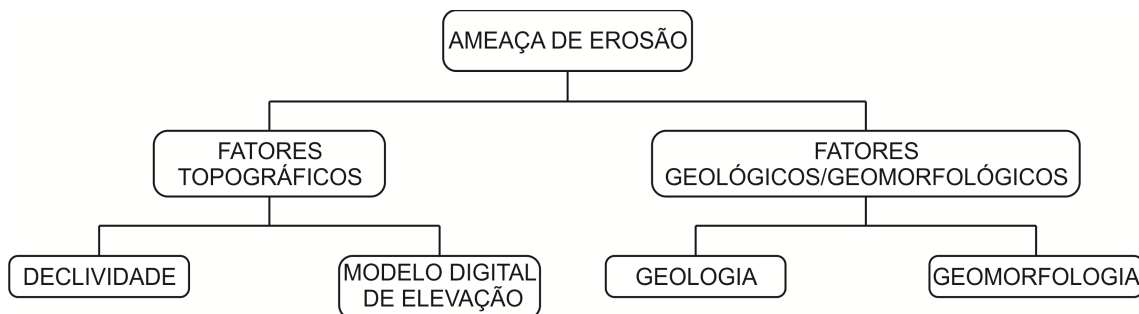 AMEAÇA DE EROSÃO
FATORES
TOPOGRÁFICOS
FATORES
GEOLÓGICOS/GEOMORFOLÓGICOS
DECLIVIDADE
MODELO DIGITAL
DE ELEVAÇÃO
GEOLOGIA
GEOMORFOLOGIA